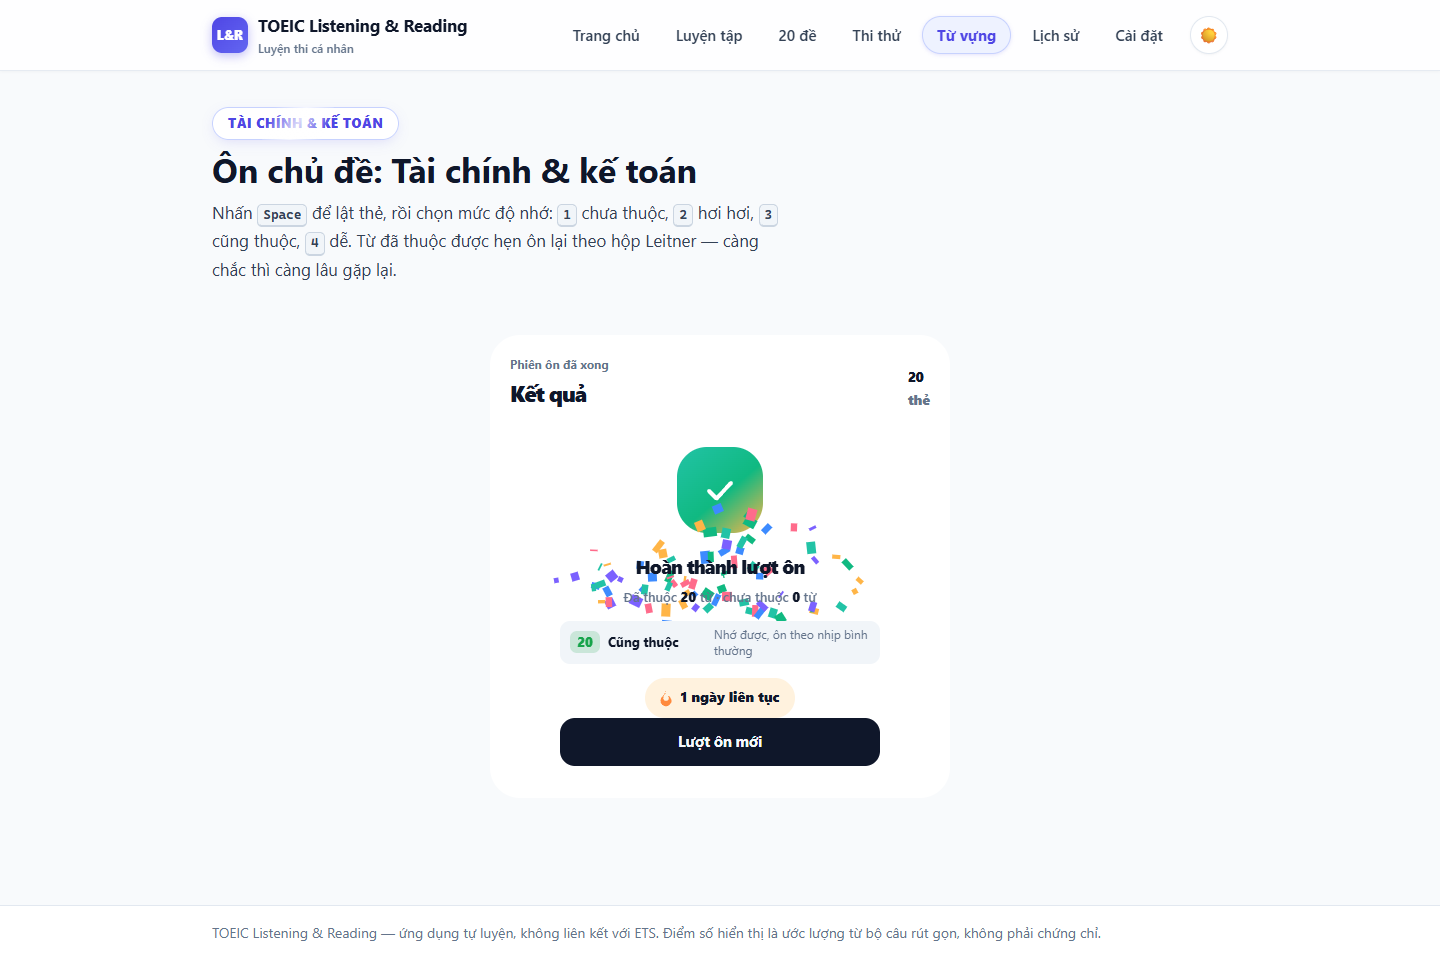 L&R
TOEIC Listening & Reading
Luyện thi cá nhân
Trang chủ
Luyện tập
20 đề
Thi thử
Từ vựng
Lịch sử
Cài đặt
TÀI CHÍNH & KẾ TOÁN
Ôn chủ đề: Tài chính & kế toán
Nhấn Space để lật thẻ, rồi chọn mức độ nhớ: 1 chưa thuộc, 2 hơi hơi, 3
cũng thuộc, 4 dễ. Từ đã thuộc được hẹn ôn lại theo hộp Leitner — càng
chắc thì càng lâu gặp lại.
Phiên ôn đã xong
Kết quả
20
thẻ
Hoàn thành lượt ôn
Đã thuộc 20 từ, chưa thuộc 0 từ
20 Cũng thuộc
Nhớ được, ôn theo nhịp bình
thường
1 ngày liên tục
Lượt ôn mới
TOEIC Listening & Reading — ứng dụng tự luyện, không liên kết với ETS. Điểm số hiển thị là ước lượng từ bộ câu rút gọn, không phải chứng chỉ.